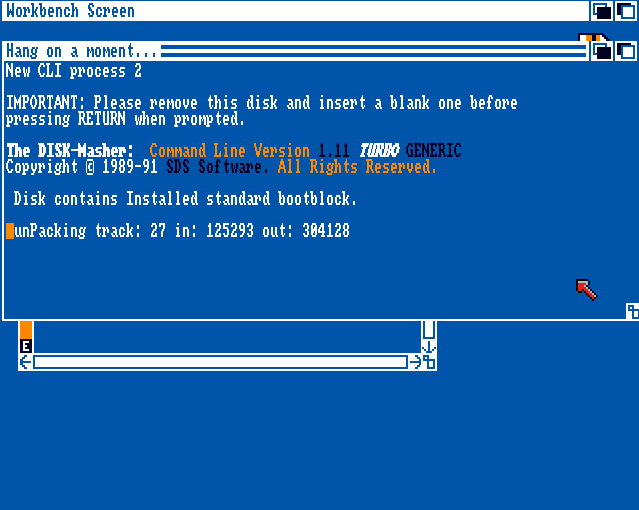 Workbench Screen
Hang on a moment...
New CLI process 2
IMPORTANT: Please remove this disk and insert a blank one before
pressing RETURN when prompted.
The DISK-Masher: Command Line Version 1.11 TURBO GENERIC
Copyright © 1989-91 SDS Software. All Rights Reserved.
Disk contains Installed standard bootblock.
unPacking track: 27 in: 125293 out: 304128
E